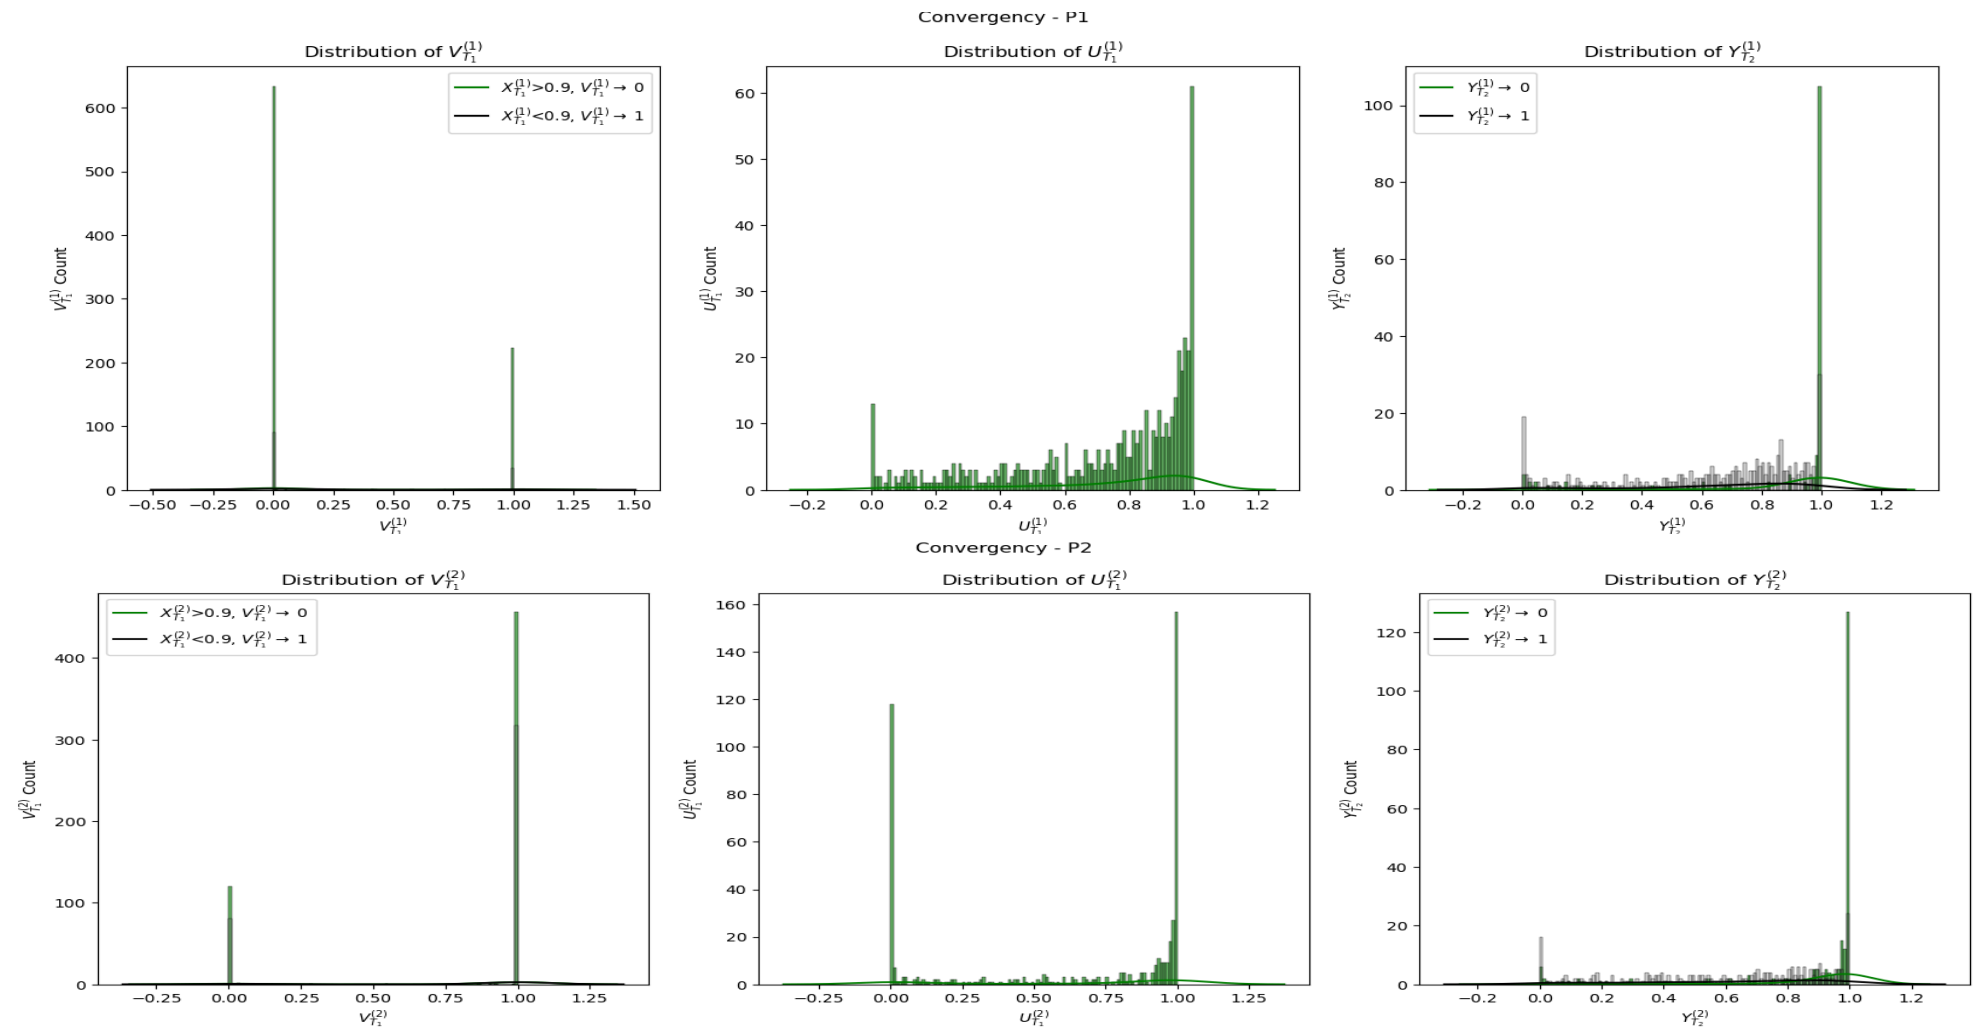 Convergency - P1
Distribution of V_{T_1}^{(1)}
X_{T_1}^{(1)}>0.9, V_{T_1}^{(1)}→ 0
X_{T_1}^{(1)}<0.9, V_{T_1}^{(1)}→ 1
V_{T_1}^{(1)} Count
600
500
400
300
200
100
0
−0.50 −0.25 0.00 0.25 0.50 0.75 1.00 1.25 1.50
V_{T_1}^{(1)}
Distribution of U_{T_1}^{(1)}
U_{T_1}^{(1)} Count
60
50
40
30
20
10
0
−0.2 0.0 0.2 0.4 0.6 0.8 1.0 1.2
U_{T_1}^{(1)}
Distribution of Y_{T_2}^{(1)}
Y_{T_2}^{(1)}→ 0
Y_{T_2}^{(1)}→ 1
Y_{T_2}^{(1)} Count
100
80
60
40
20
0
−0.2 0.0 0.2 0.4 0.6 0.8 1.0 1.2
Y_{T_2}^{(1)}
Convergency - P2
Distribution of V_{T_1}^{(2)}
X_{T_1}^{(2)}>0.9, V_{T_1}^{(2)}→ 0
X_{T_1}^{(2)}<0.9, V_{T_1}^{(2)}→ 1
V_{T_1}^{(2)} Count
400
300
200
100
0
−0.25 0.00 0.25 0.50 0.75 1.00 1.25
V_{T_1}^{(2)}
Distribution of U_{T_1}^{(2)}
U_{T_1}^{(2)} Count
160
140
120
100
80
60
40
20
0
−0.25 0.00 0.25 0.50 0.75 1.00 1.25
U_{T_1}^{(2)}
Distribution of Y_{T_2}^{(2)}
Y_{T_2}^{(2)}→ 0
Y_{T_2}^{(2)}→ 1
Y_{T_2}^{(2)} Count
120
100
80
60
40
20
0
−0.2 0.0 0.2 0.4 0.6 0.8 1.0 1.2
Y_{T_2}^{(2)}